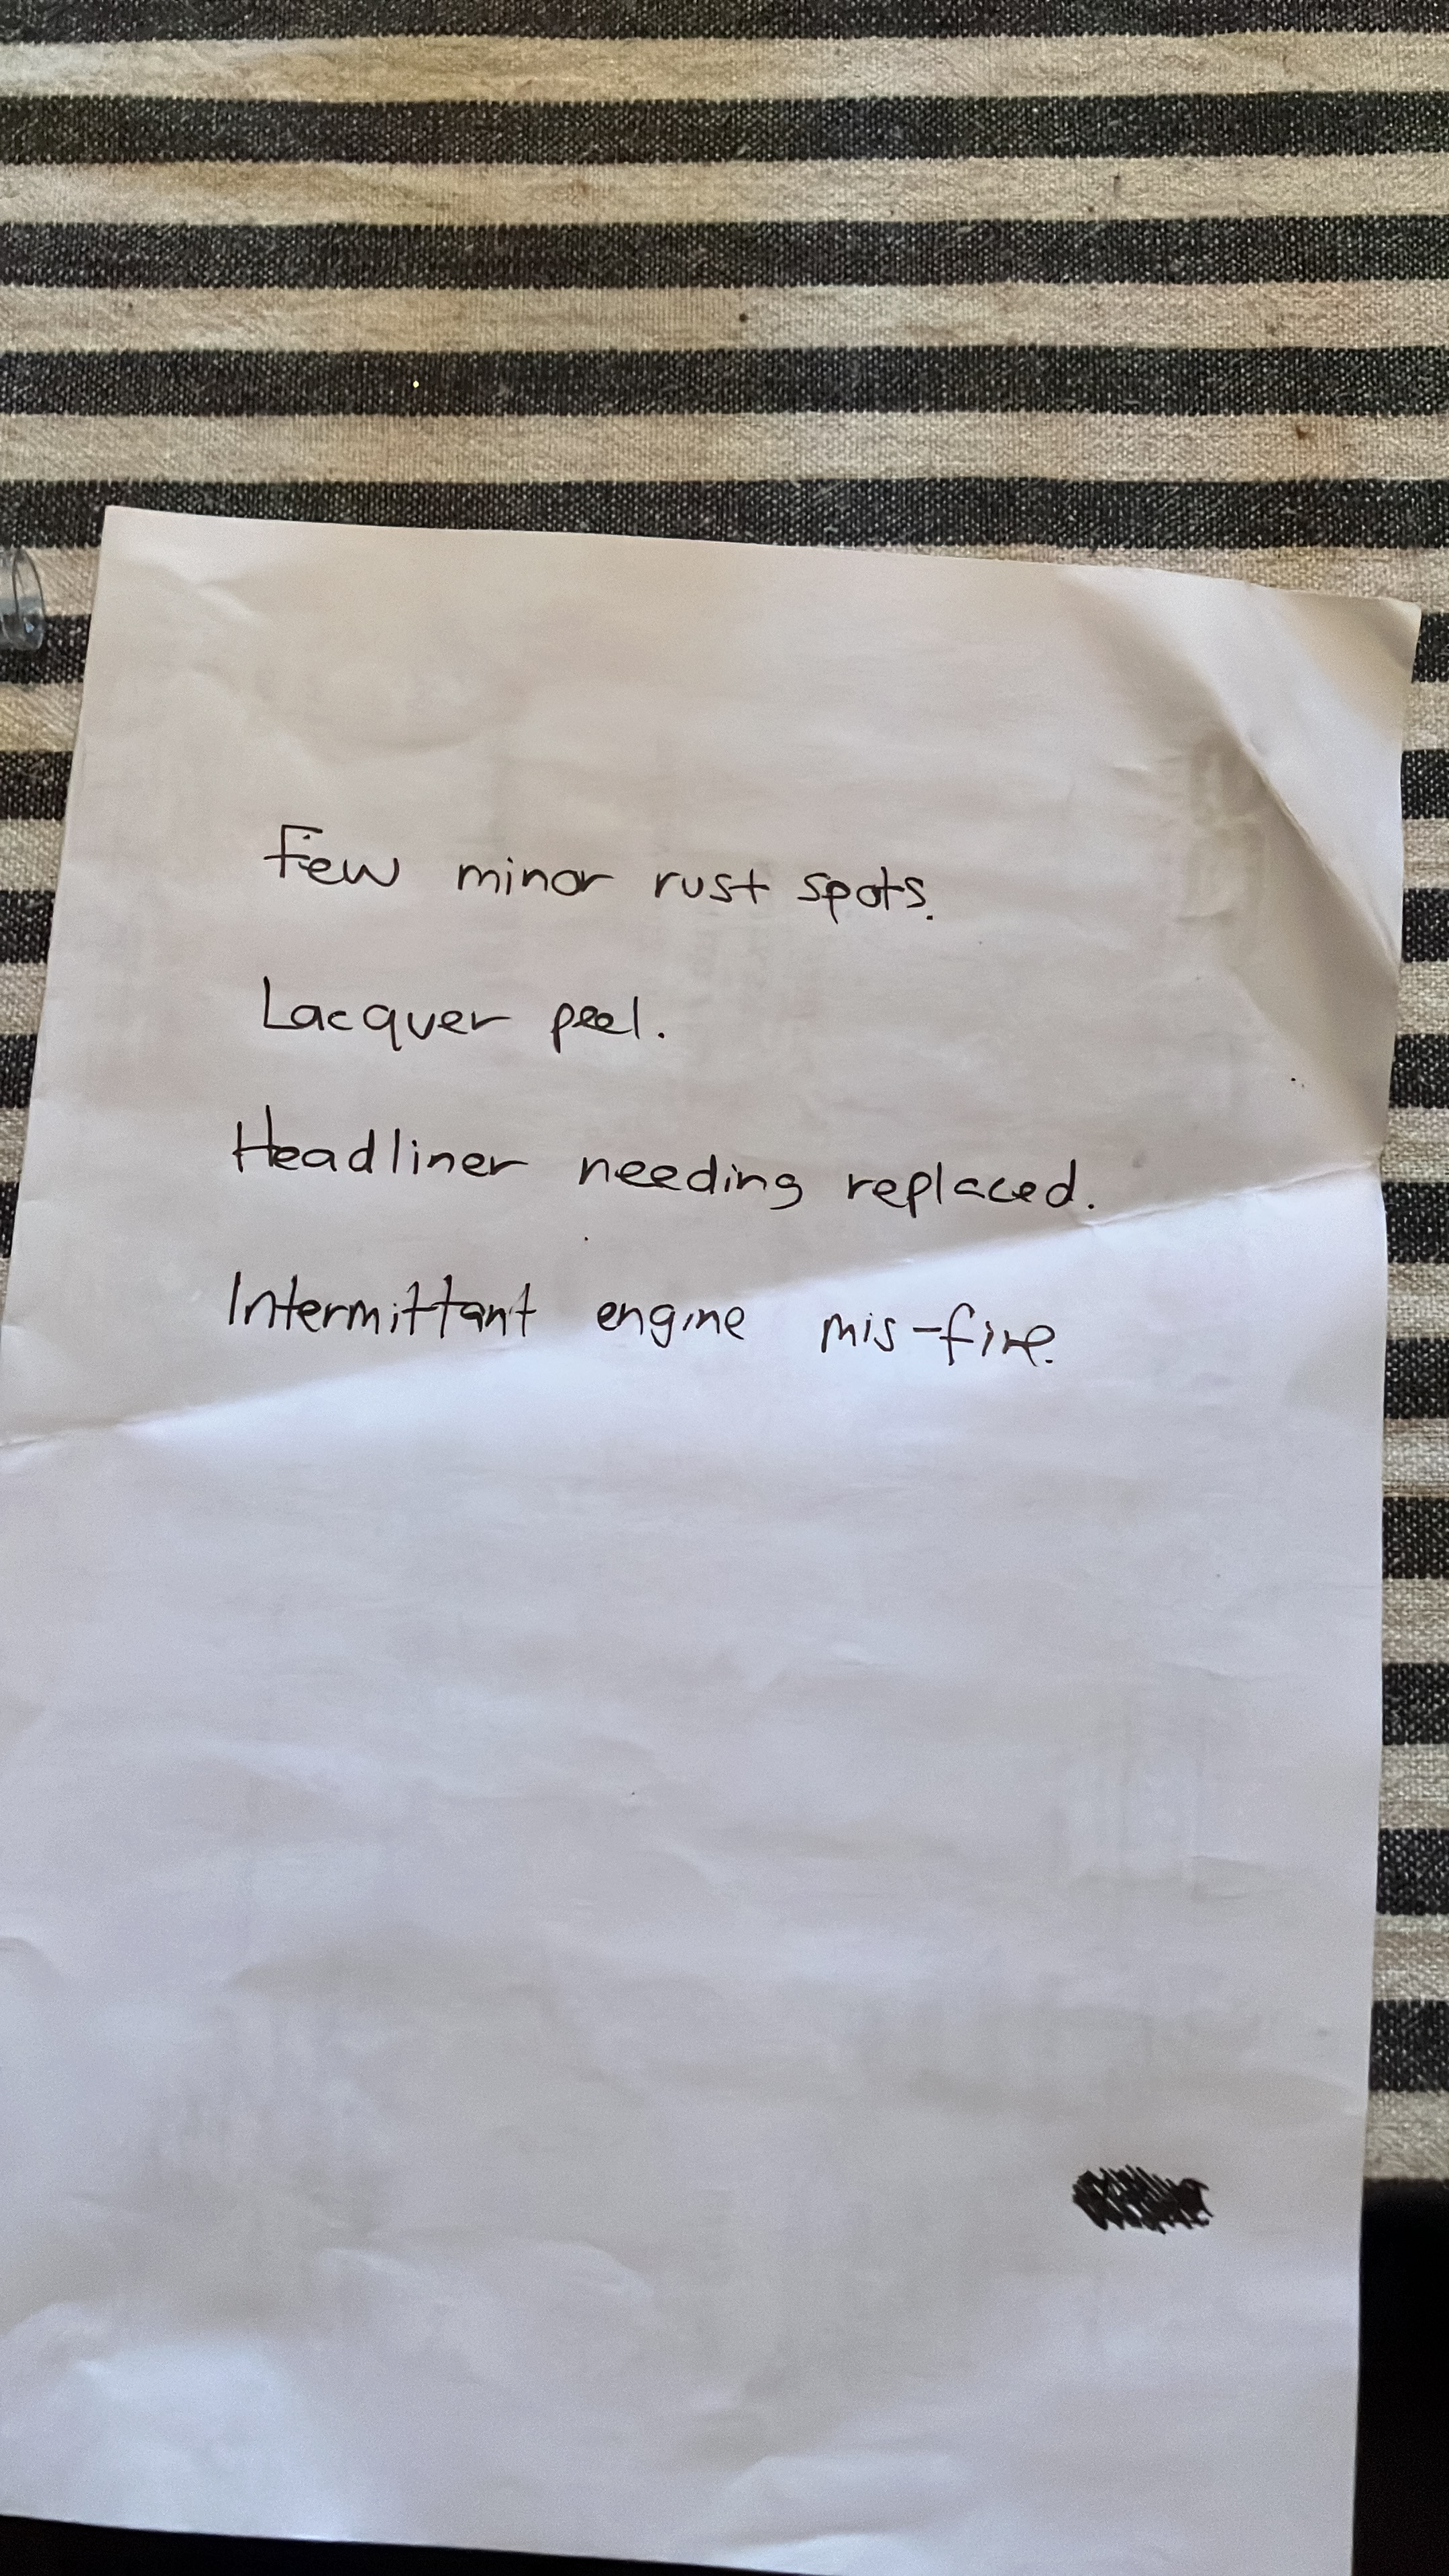 Few minor rust spots.
Lacquer peel.
Headliner needing replaced.
Intermittant engine mis-fire.